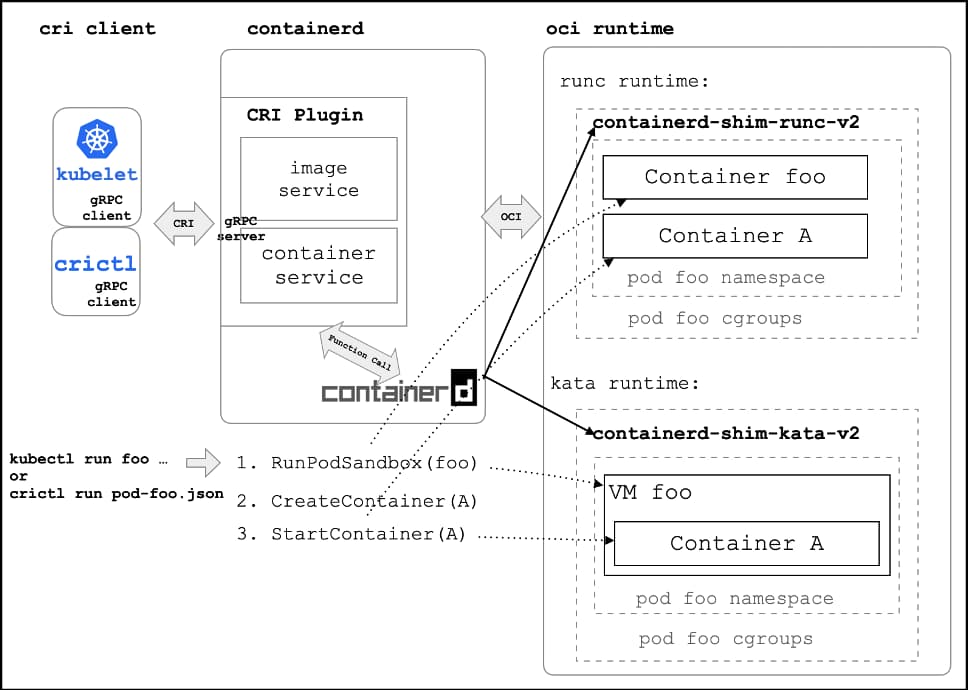 cri client
containerd
oci runtime
runc runtime:
containerd-shim-runc-v2
CRI Plugin
image
service
kubelet
gRPC
client
CRI
gRPC
server
OCI
Container foo
Container A
container
service
crictl
gRPC
client
pod foo namespace
pod foo cgroups
Function Call
containerd
kata runtime:
containerd-shim-kata-v2
kubectl run foo …
or
crictl run pod-foo.json
1. RunPodSandbox(foo)
2. CreateContainer(A)
3. StartContainer(A)
VM foo
Container A
pod foo namespace
pod foo cgroups